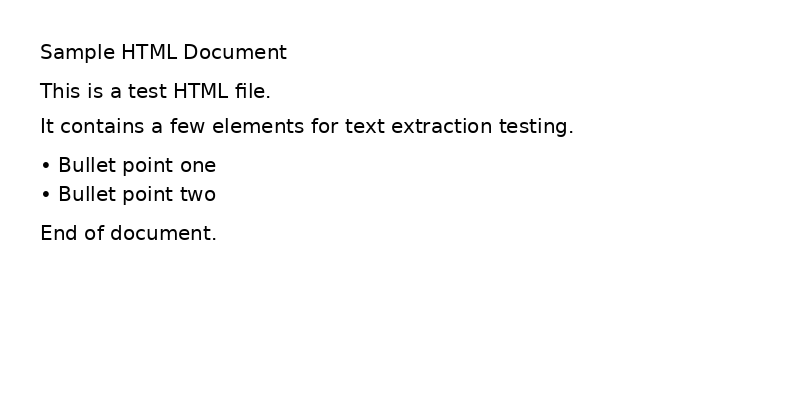 Sample HTML Document
This is a test HTML file.
It contains a few elements for text extraction testing.
• Bullet point one
• Bullet point two
End of document.